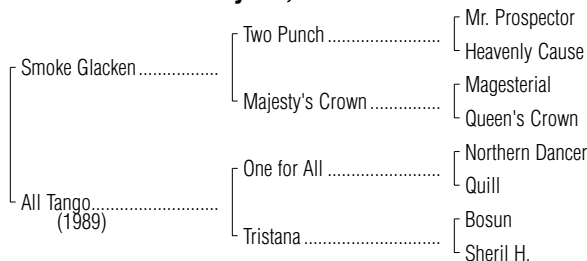 Mr. Prospector
Two Punch ............................
Heavenly Cause
Smoke Glacken ..................
Magesterial
Majesty's Crown ................
Queen's Crown
Northern Dancer
One for All ............................
Quill
All Tango.............................
(1989)
Bosun
Tristana ................................
Sheril H.